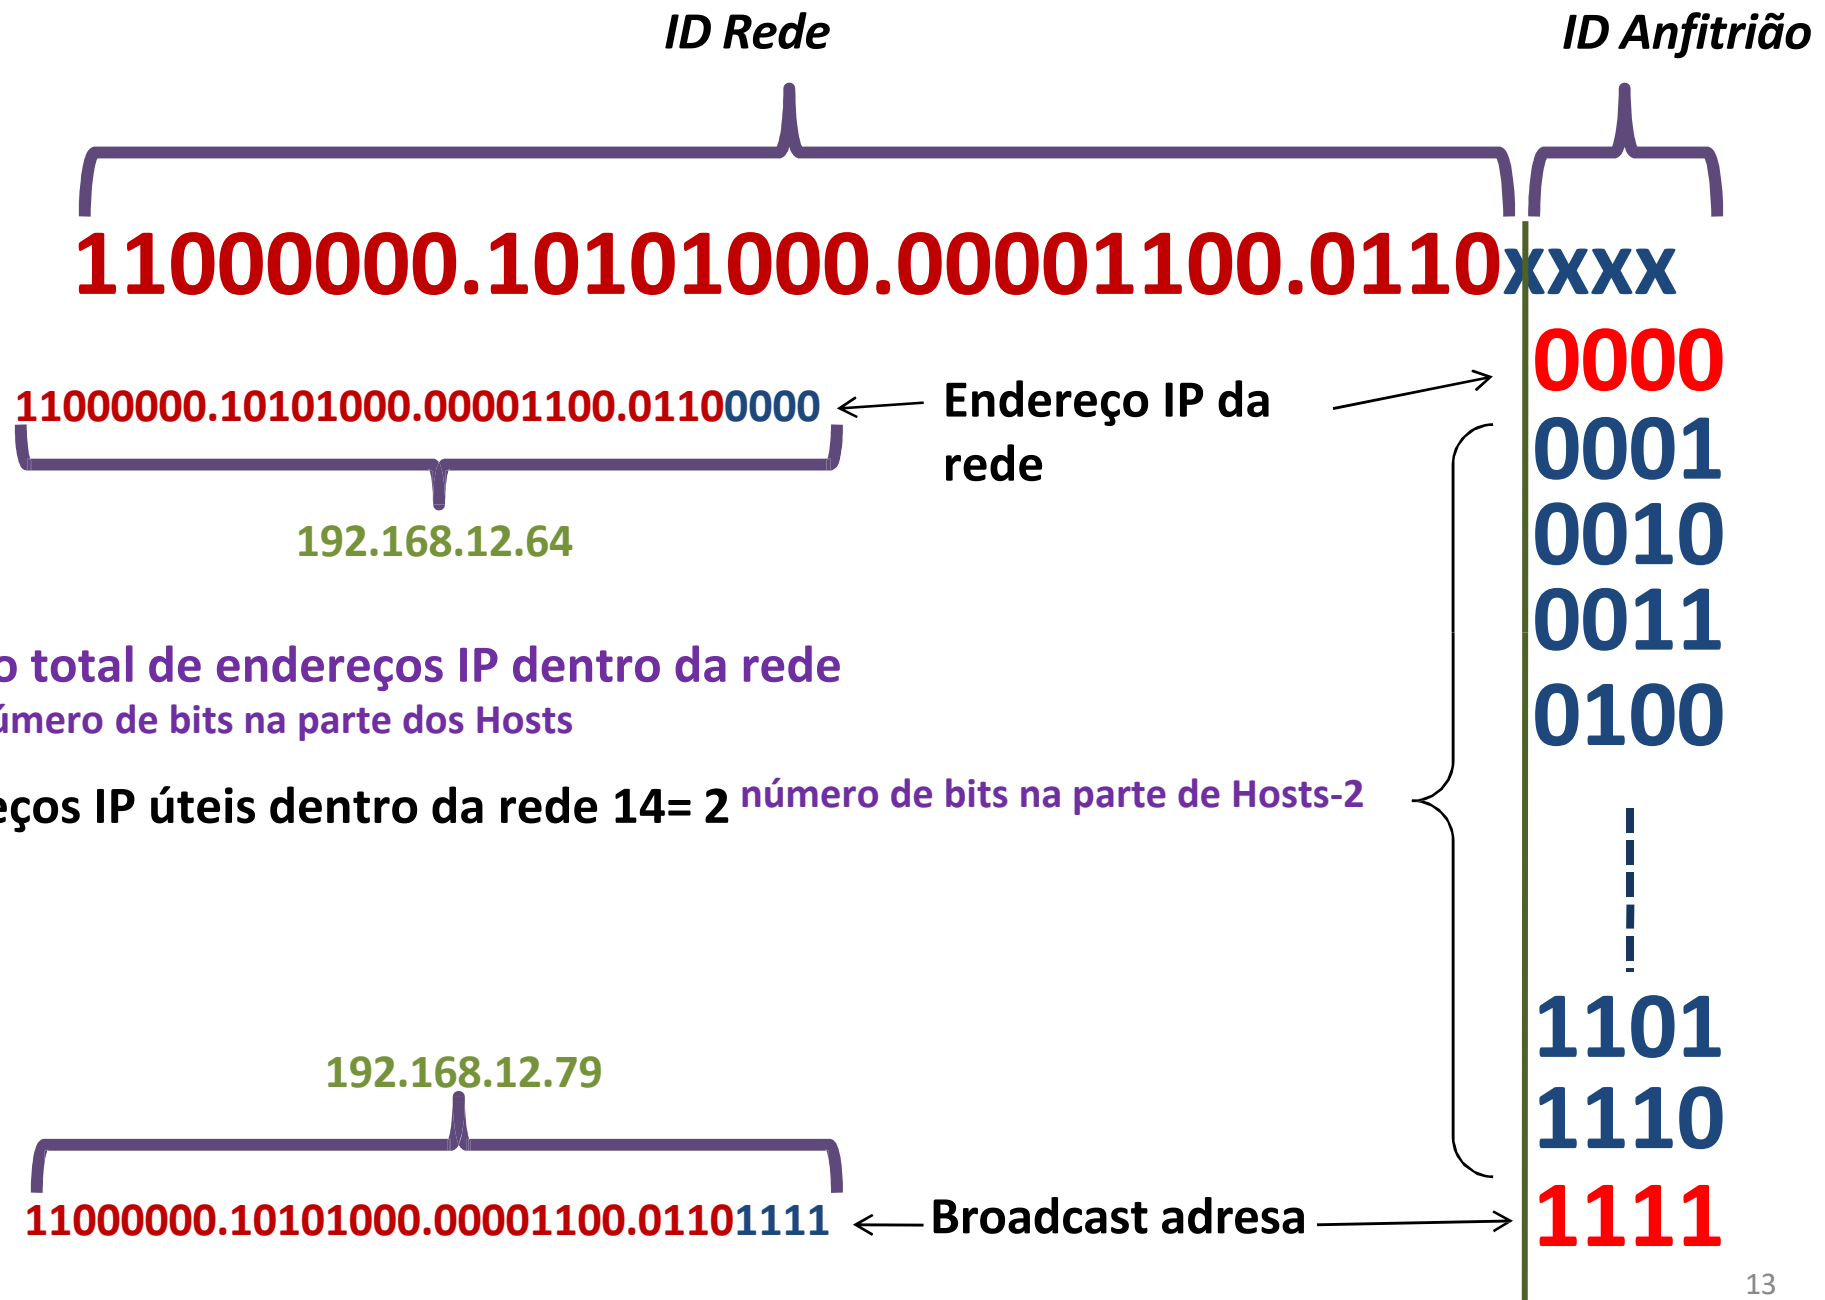 ID Rede
ID Anfitrião
11000000.10101000.00001100.0110xxxx
0000
11000000.10101000.00001100.01100000
Endereço IP da
rede
0001
192.168.12.64
0010
0011
o total de endereços IP dentro da rede
úmero de bits na parte dos Hosts
0100
eços IP úteis dentro da rede 14= 2 número de bits na parte de Hosts-2
1101
192.168.12.79
1110
11000000.10101000.00001100.01101111
Broadcast adresa
1111
13